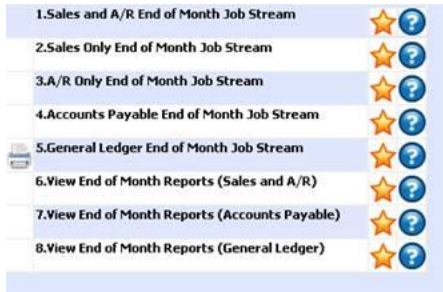 1.Sales and A/R End of Month Job Stream
2.Sales Only End of Month Job Stream
3.A/R Only End of Month Job Stream
4.Accounts Payable End of Month Job Stream
5.General Ledger End of Month Job Stream
6.View End of Month Reports (Sales and A/R)
7.View End of Month Reports (Accounts Payable)
8.View End of Month Reports (General Ledger)